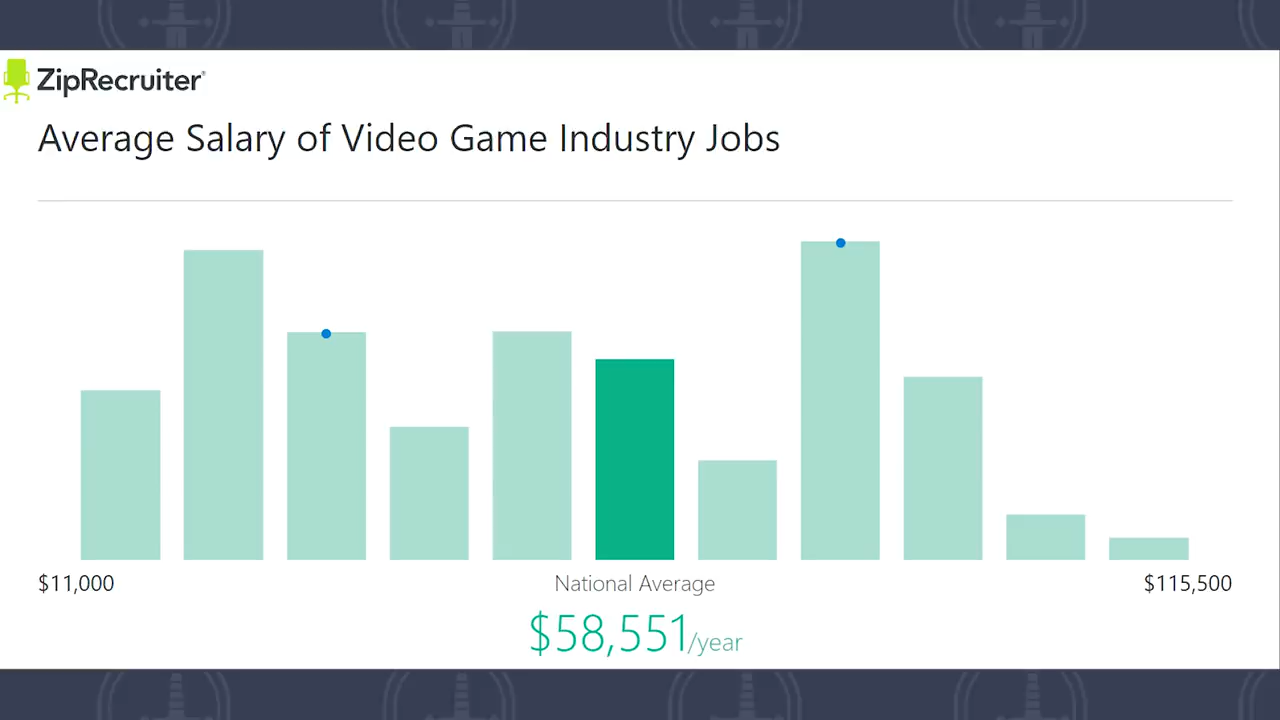 ZipRecruiter®
Average Salary of Video Game Industry Jobs
$11,000
National Average
$115,500
$58,551/year